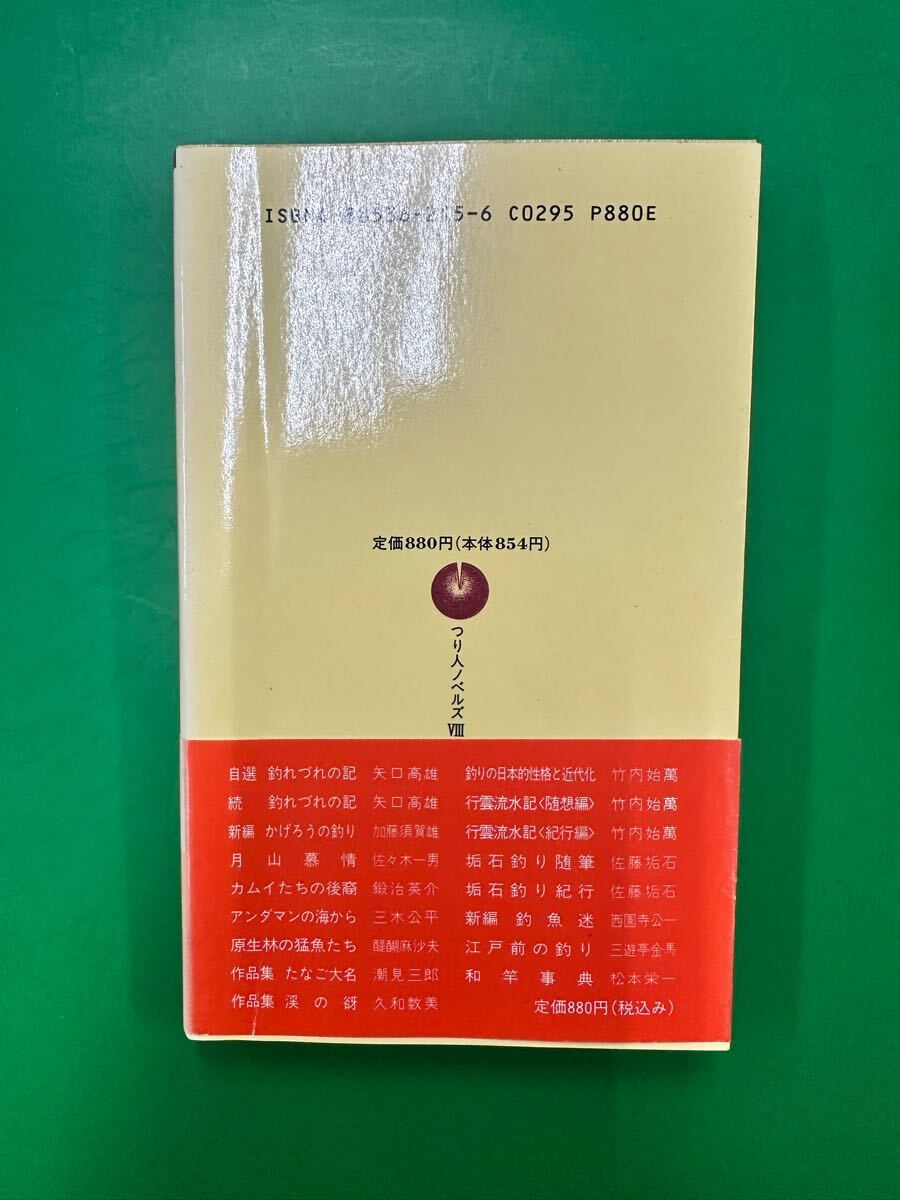 ISBN4-88536-215-6 C0295 P880E
定価880円(本体854円)
つり人ノベルズ Ⅷ
自選 釣れづれの記 矢口高雄
続 釣れづれの記 矢口高雄
新編 かげろうの釣り 加藤須賀雄
月山慕情 佐々木一男
カムイたちの後裔 鍛治英介
アンダマンの海から 三木公平
原生林の猛魚たち 醍醐麻沙夫
作品集 たなご大名 潮見三郎
作品集 渓の谺 久和数美
釣りの日本的性格と近代化 竹内始萬
行雲流水記〈随想編〉 竹内始萬
行雲流水記〈紀行編〉 竹内始萬
垢石釣り随筆 佐藤垢石
垢石釣り紀行 佐藤垢石
新編 釣魚迷 西園寺公一
江戸前の釣り 三遊亭金馬
和竿事典 松本栄一
定価880円(税込み)